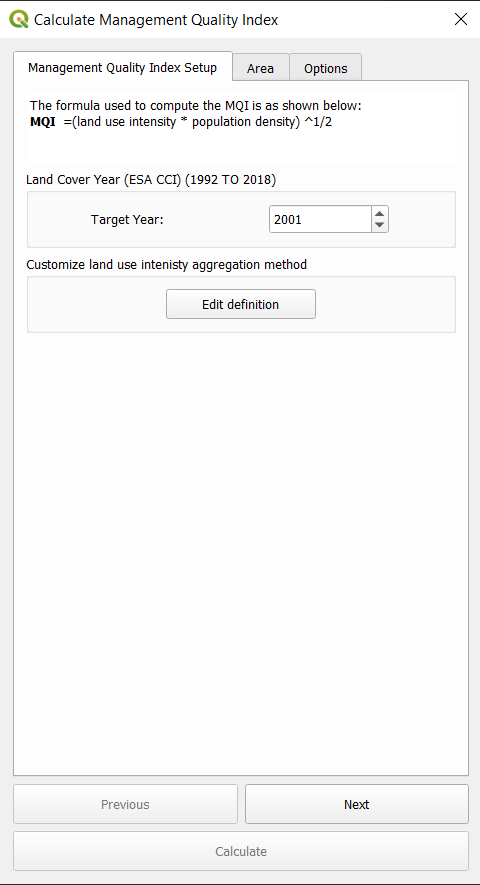 Calculate Management Quality Index
Management Quality Index Setup
Area
Options
The formula used to compute the MQI is as shown below:
MQI =(land use intensity * population density) ^1/2
Land Cover Year (ESA CCI) (1992 TO 2018)
Target Year:
2001
Customize land use intenisty aggregation method
Edit definition
Previous
Next
Calculate